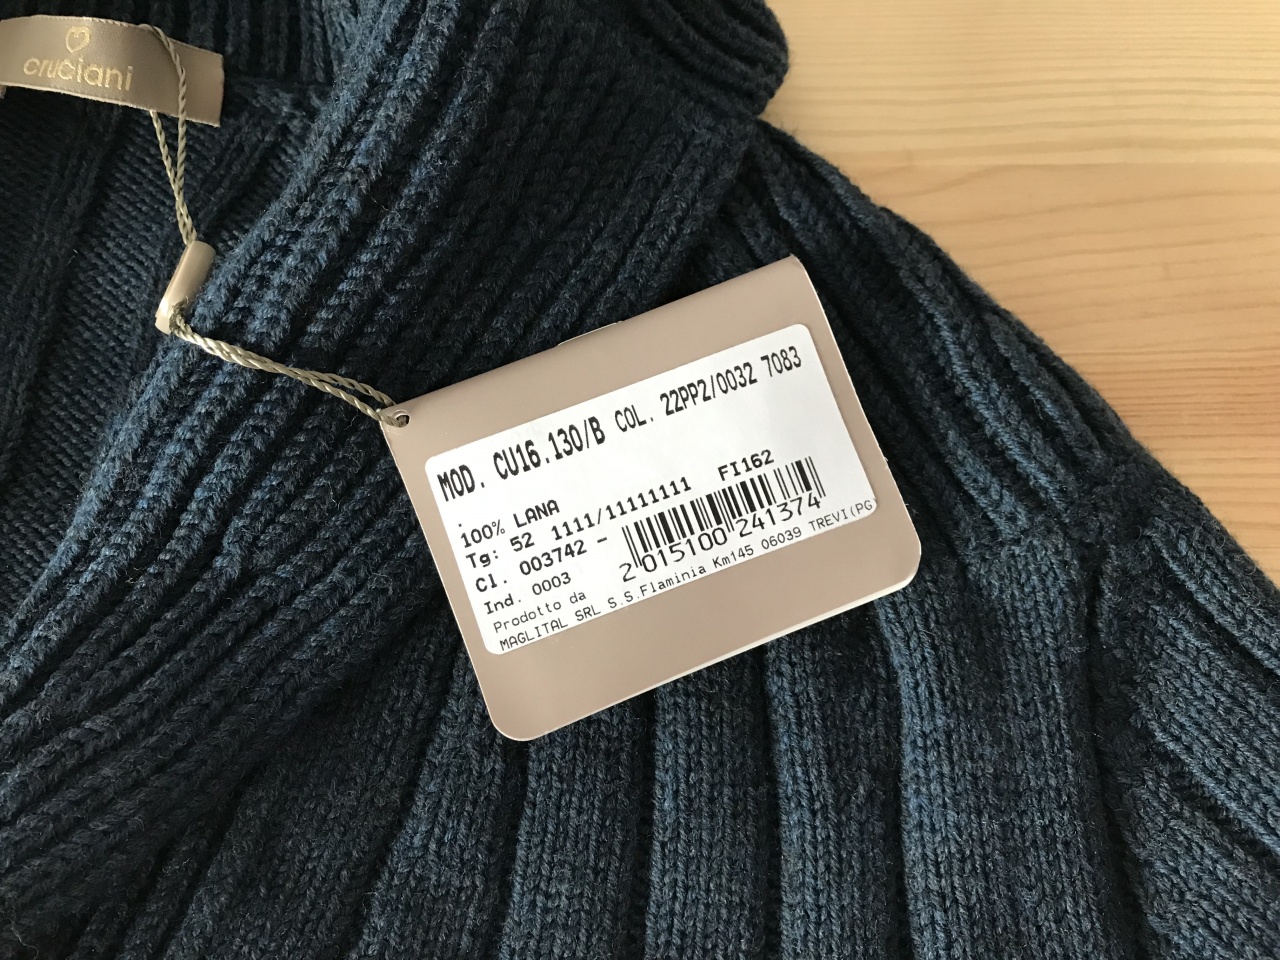 cruciani
MOD. CU16.130/B COL. 22PP2/0032 7083
100% LANA
Tg: 52 1111/1111111 FI162
Cl. 003742 -
Ind. 0003
2 015100 241374
Prodotto da
MAGLITAL SRL S.S.Flaminia Km145 06039 TREVI(PG)